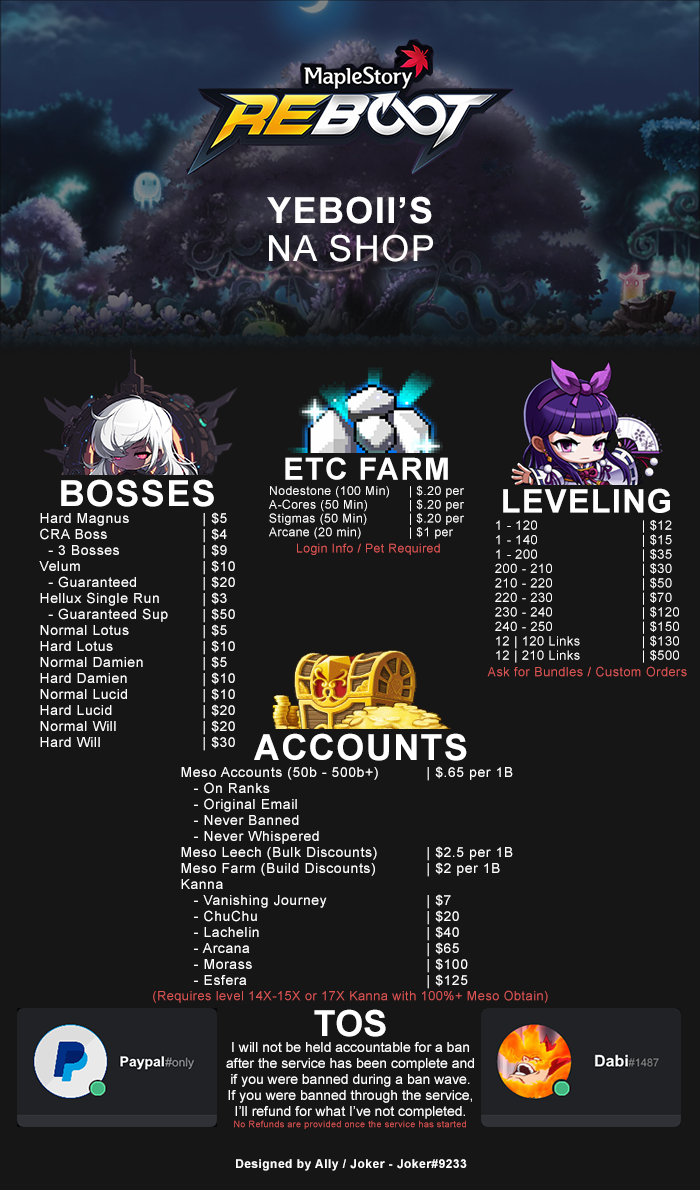 MapleStory
REBOOT
YEBOII'S
NA SHOP
BOSSES
Hard Magnus | $5
CRA Boss | $4
- 3 Bosses | $9
Velum | $10
- Guaranteed | $20
Hellux Single Run | $3
- Guaranteed Sup | $50
Normal Lotus | $5
Hard Lotus | $10
Normal Damien | $5
Hard Damien | $10
Normal Lucid | $10
Hard Lucid | $20
Normal Will | $20
Hard Will | $30
ETC FARM
Nodestone (100 Min) | $.20 per
A-Cores (50 Min) | $.20 per
Stigmas (50 Min) | $.20 per
Arcane (20 min) | $1 per
Login Info / Pet Required
LEVELING
1 - 120 | $12
1 - 140 | $15
1 - 200 | $35
200 - 210 | $30
210 - 220 | $50
220 - 230 | $70
230 - 240 | $120
240 - 250 | $150
12 | 120 Links | $130
12 | 210 Links | $500
Ask for Bundles / Custom Orders
ACCOUNTS
Meso Accounts (50b - 500b+) | $.65 per 1B
- On Ranks
- Original Email
- Never Banned
- Never Whispered
Meso Leech (Bulk Discounts) | $2.5 per 1B
Meso Farm (Build Discounts) | $2 per 1B
Kanna
- Vanishing Journey | $7
- ChuChu | $20
- Lachelin | $40
- Arcana | $65
- Morass | $100
- Esfera | $125
(Requires level 14X-15X or 17X Kanna with 100%+ Meso Obtain)
Paypal#only
TOS
I will not be held accountable for a ban
after the service has been complete and
if you were banned during a ban wave.
If you were banned through the service,
I'll refund for what I've not completed.
No Refunds are provided once the service has started
Dabi#1487
Designed by Ally / Joker - Joker#9233